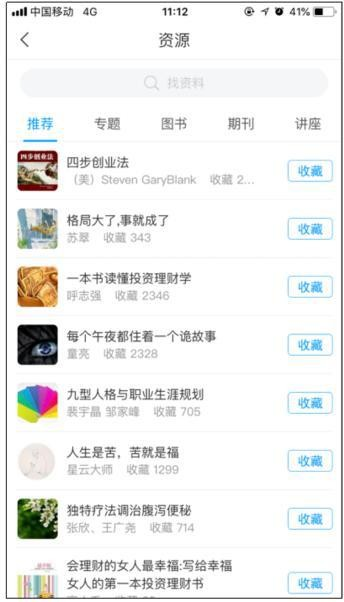 中国移动 4G 11:12 41%
资源
找资料
推荐 专题 图书 期刊 讲座
四步创业法
四步创业法
（美）Steven GaryBlank 收藏 2...
收藏
格局大了,事就成了
苏翠 收藏 343
收藏
一本书读懂投资理财学
呼志强 收藏 2346
收藏
每个午夜都住着一个诡故事
童亮 收藏 2328
收藏
九型人格与职业生涯规划
裴宇晶 邹家峰 收藏 705
收藏
人生是苦，苦就是福
星云大师 收藏 1299
收藏
独特疗法调治腹泻便秘
张欣、王广尧 收藏 714
收藏
会理财的女人最幸福:写给幸福
女人的第一本投资理财书
收藏